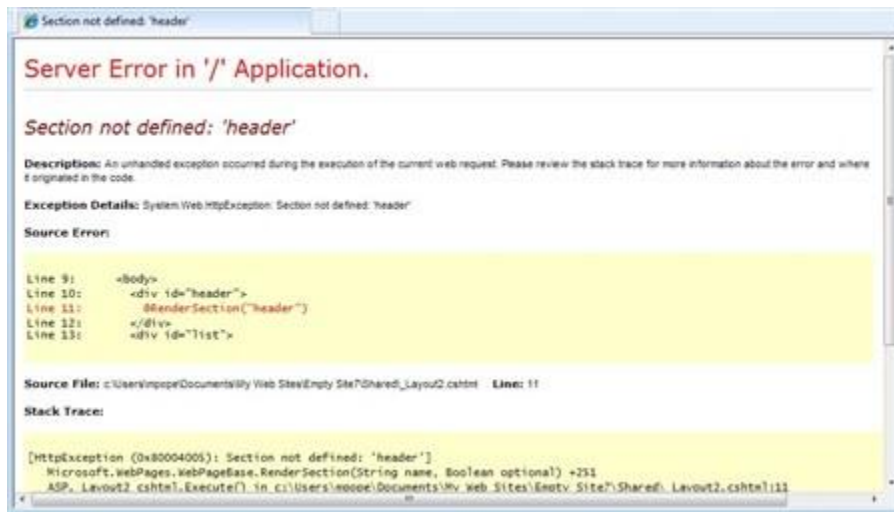 Section not defined: 'header'
Server Error in '/' Application.
Section not defined: 'header'
Description: An unhandled exception occurred during the execution of the current web request. Please review the stack trace for more information about the error and where
it originated in the code.
Exception Details: System.Web.HttpException: Section not defined: 'header'
Source Error:
Line 9: <body>
Line 10: <div id="header">
Line 11: @RenderSection("header")
Line 12: </div>
Line 13: <div id="list">
Source File: c:\Users\mpope\Documents\My Web Sites\Empty Site7\Shared\_Layout2.cshtml Line: 11
Stack Trace:
[HttpException (0x80004005): Section not defined: 'header']
Microsoft.WebPages.WebPageBase.RenderSection(String name, Boolean optional) +251
ASP._Layout2_cshtml.Execute() in c:\Users\mpope\Documents\My Web Sites\Empty Site7\Shared\_Layout2.cshtml:11